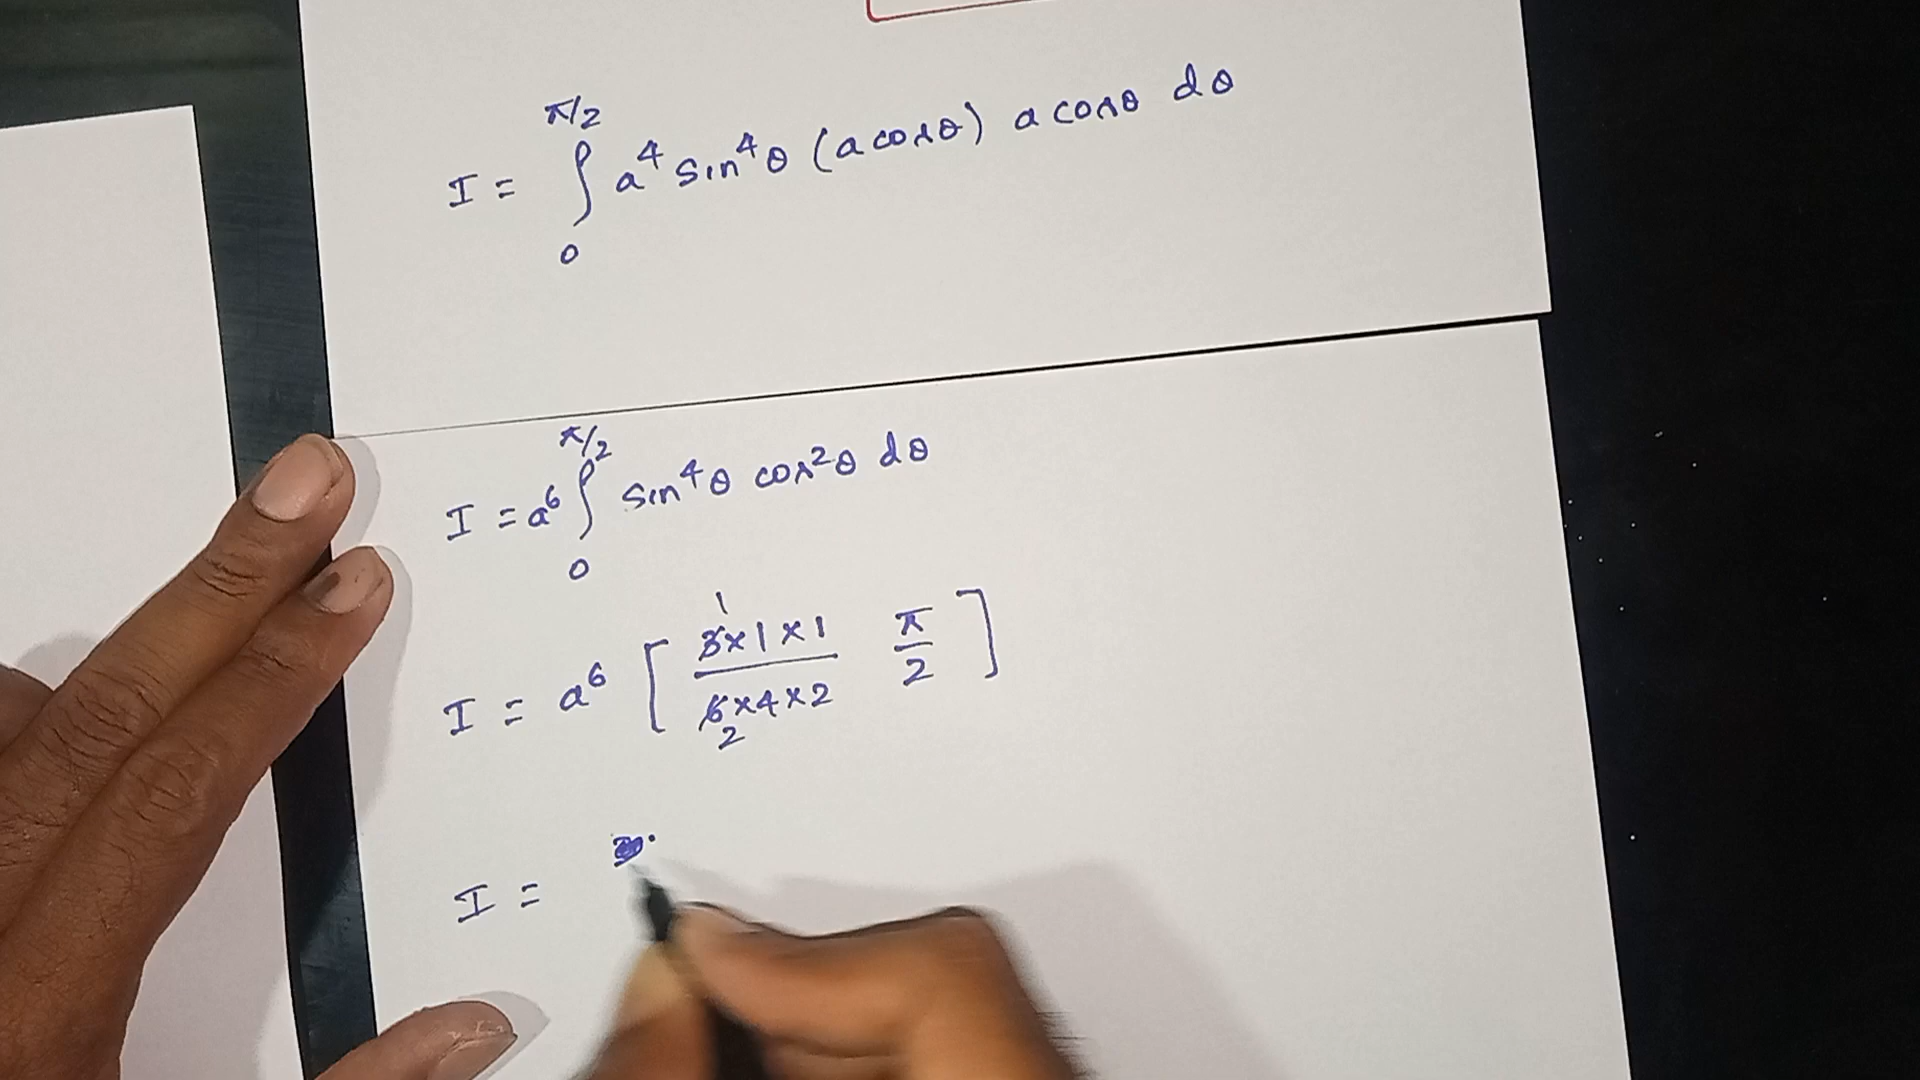 I = ∫₀^(π/2) a⁴ sin⁴θ (a cosθ) a cosθ dθ
I = a⁶ ∫₀^(π/2) sin⁴θ cos²θ dθ
I = a⁶ [ (3×1×1)/(6×4×2) π/2 ]
1
2
I =